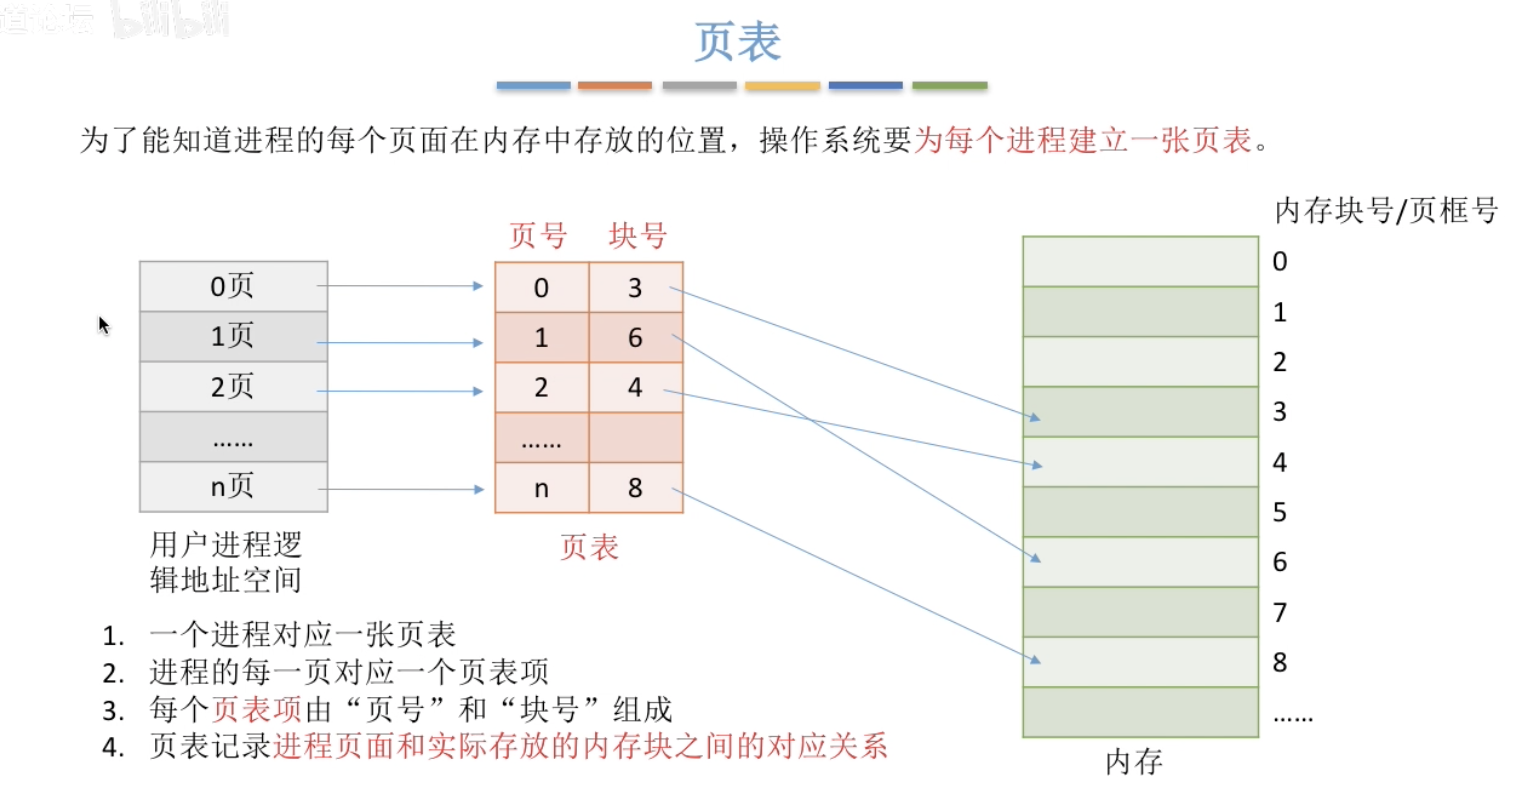 bilibili
页表
为了能知道进程的每个页面在内存中存放的位置，操作系统要为每个进程建立一张页表。
内存块号/页框号
页号 块号
0页
1页
2页
……
n页
0 3
1 6
2 4
……
n 8
0
1
2
3
4
5
6
7
8
……
用户进程逻
辑地址空间
页表
内存
1. 一个进程对应一张页表
2. 进程的每一页对应一个页表项
3. 每个页表项由“页号”和“块号”组成
4. 页表记录进程页面和实际存放的内存块之间的对应关系